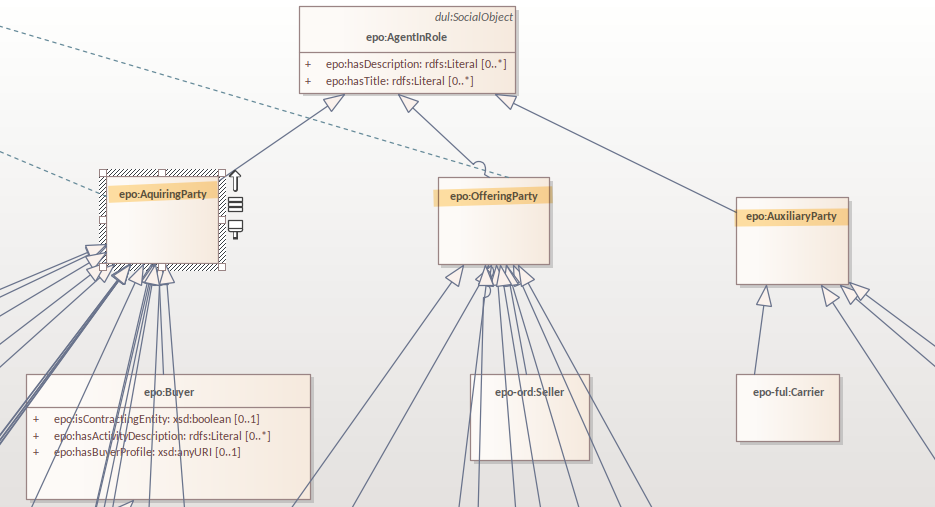 dul:SocialObject
epo:AgentInRole
+ epo:hasDescription: rdfs:Literal [0..*]
+ epo:hasTitle: rdfs:Literal [0..*]
epo:AquiringParty
epo:OfferingParty
epo:AuxiliaryParty
epo:Buyer
+ epo:isContractingEntity: xsd:boolean [0..1]
+ epo:hasActivityDescription: rdfs:Literal [0..*]
+ epo:hasBuyerProfile: xsd:anyURI [0..1]
epo-ord:Seller
epo-ful:Carrier